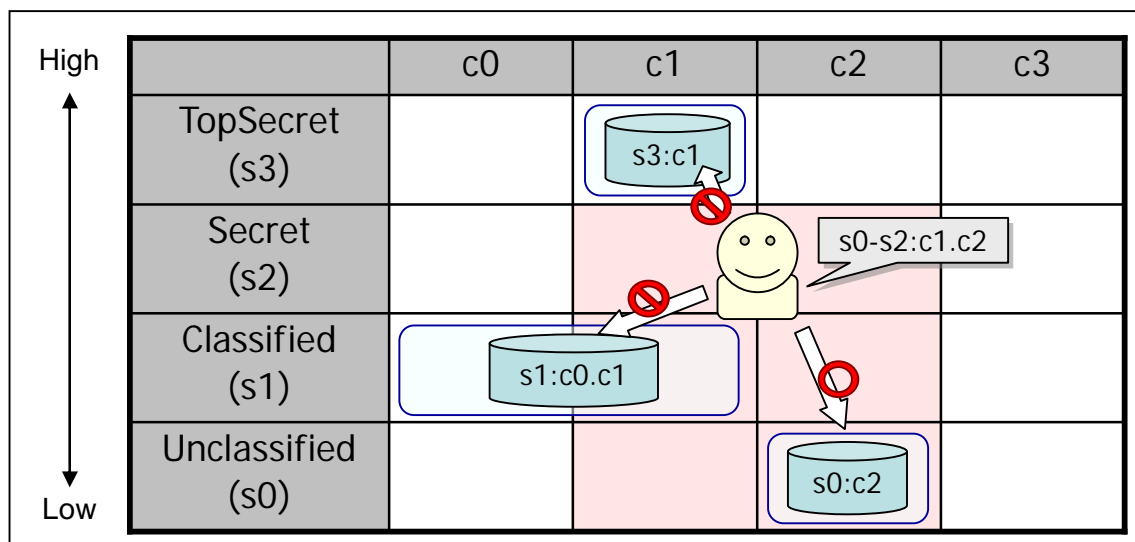 High
c0
c1
c2
c3
TopSecret
(s3)
s3:c1
Secret
(s2)
s0-s2:c1.c2
Classified
(s1)
s1:c0.c1
Unclassified
(s0)
s0:c2
Low